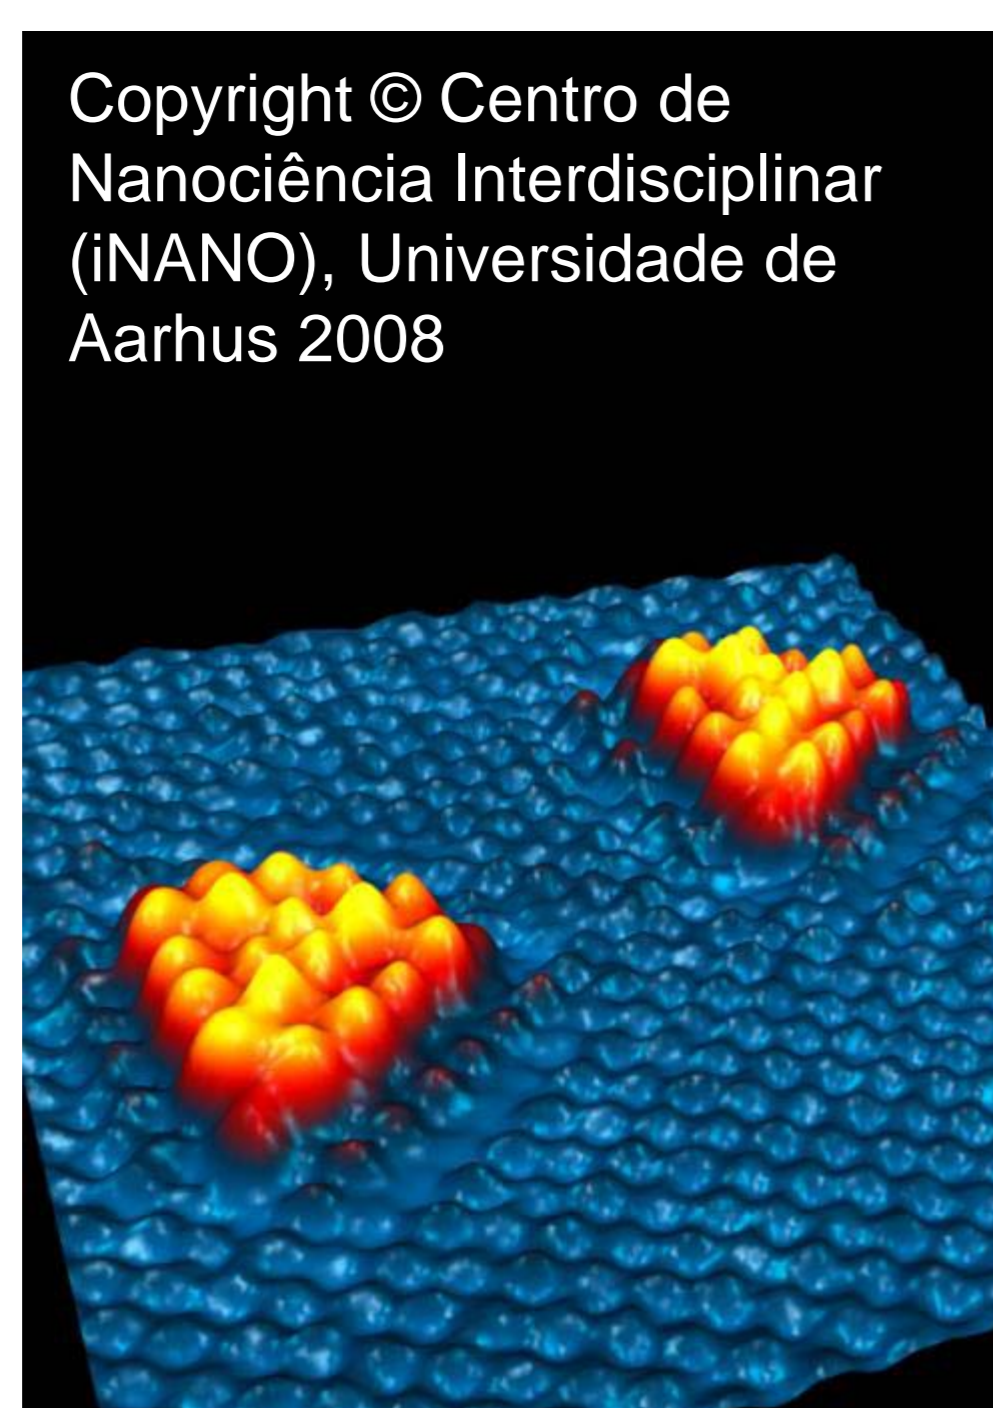 Copyright © Centro de
Nanociência Interdisciplinar
(iNANO), Universidade de
Aarhus 2008